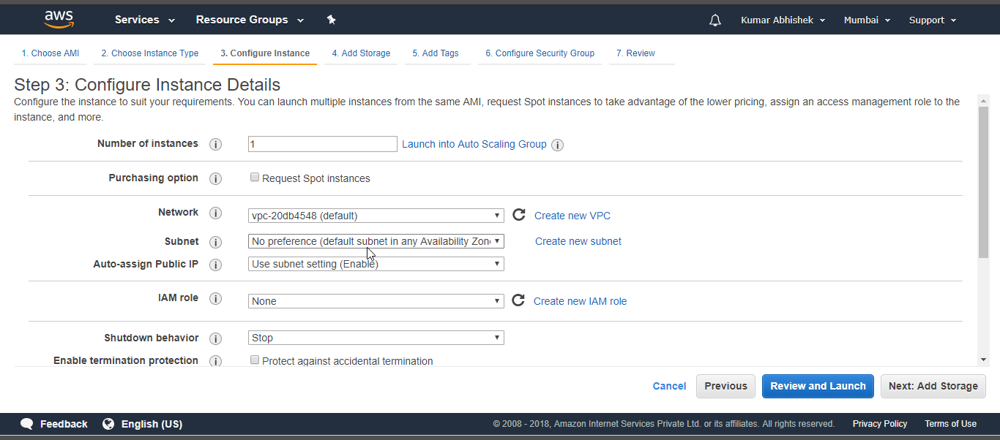 aws Services Resource Groups Kumar Abhishek Mumbai Support
1. Choose AMI 2. Choose Instance Type 3. Configure Instance 4. Add Storage 5. Add Tags 6. Configure Security Group 7. Review
Step 3: Configure Instance Details
Configure the instance to suit your requirements. You can launch multiple instances from the same AMI, request Spot instances to take advantage of the lower pricing, assign an access management role to the
instance, and more.
Number of instances i 1 Launch into Auto Scaling Group i
Purchasing option i Request Spot instances
Network i vpc-20db4548 (default) Create new VPC
Subnet i No preference (default subnet in any Availability Zon Create new subnet
Auto-assign Public IP i Use subnet setting (Enable)
IAM role i None Create new IAM role
Shutdown behavior i Stop
Enable termination protection i Protect against accidental termination
Cancel Previous Review and Launch Next: Add Storage
Feedback English (US) © 2008 - 2018, Amazon Internet Services Private Ltd. or its affiliates. All rights reserved. Privacy Policy Terms of Use